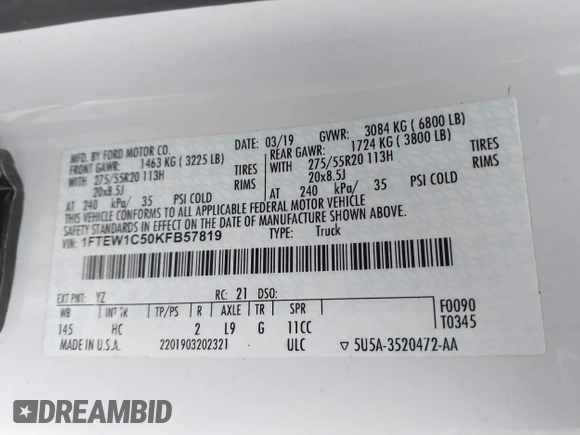 MFD. BY FORD MOTOR CO.
DATE: 03/19 GVWR: 3084 KG ( 6800 LB)
FRONT GAWR: 1463 KG ( 3225 LB)
REAR GAWR: 1724 KG ( 3800 LB)
WITH 275/55R20 113H TIRES
WITH 275/55R20 113H TIRES
20x8.5J RIMS
20x8.5J RIMS
AT 240 kPa/ 35 PSI COLD
AT 240 kPa/ 35 PSI COLD
THIS VEHICLE CONFORMS TO ALL APPLICABLE FEDERAL MOTOR VEHICLE
SAFETY STANDARDS IN EFFECT ON THE DATE OF MANUFACTURE SHOWN ABOVE.
VIN: 1FTEW1C50KFB57819
TYPE: Truck
EXT PNT: YZ RC: 21 DSO:
WB INT TR TP/PS R AXLE TR SPR
F0090
145 HC 2 L9 G 11CC
T0345
MADE IN U.S.A. 2201903202321 ULC ▽ 5U5A-3520472-AA
DREAMBID